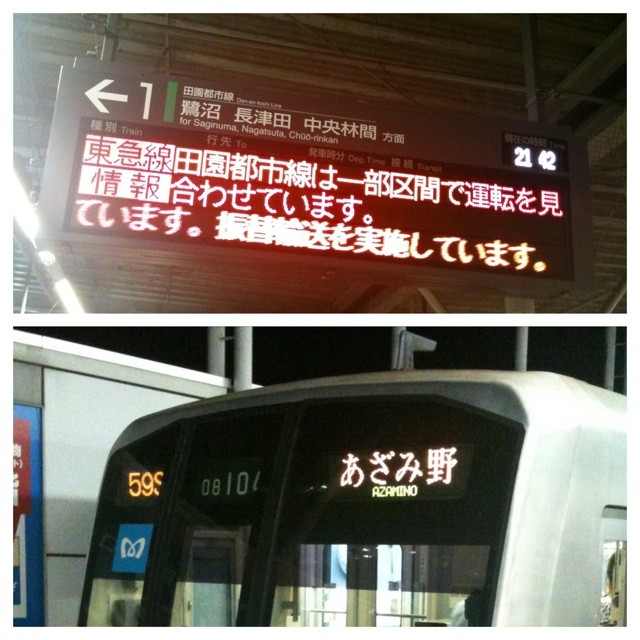 ←1
田園都市線 Den-en-toshi Line
鷺沼 長津田 中央林間 方面
for Saginuma, Nagatsuta, Chūō-rinkan
種別 Train 行先 To 発車時分 Dep.Time 接続 Transit 現在の時刻 Time
21 42
東急線 田園都市線は一部区間で運転を見
情報 合わせています。
ています。振替輸送を実施しています。
59S 08104 あざみ野
AZAMINO